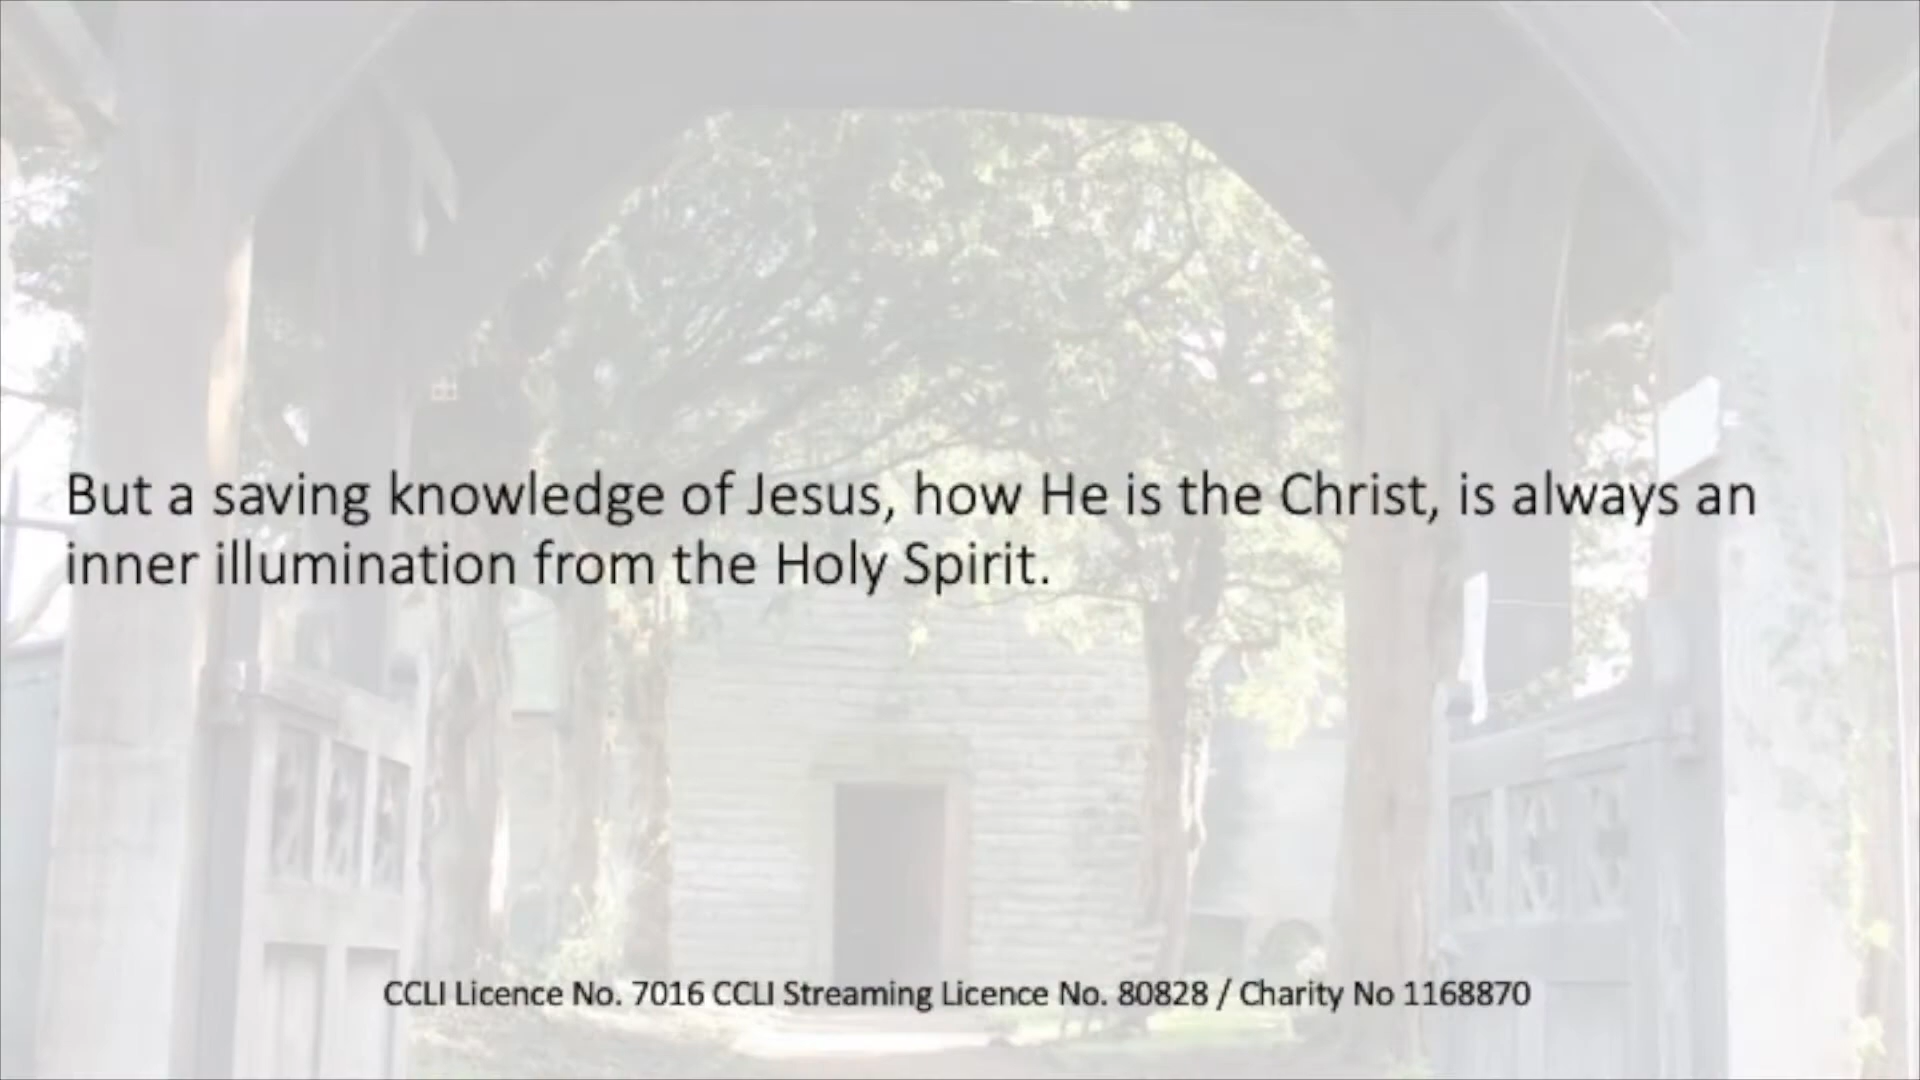 But a saving knowledge of Jesus, how He is the Christ, is always an
inner illumination from the Holy Spirit.
CCLI Licence No. 7016 CCLI Streaming Licence No. 80828 / Charity No 1168870